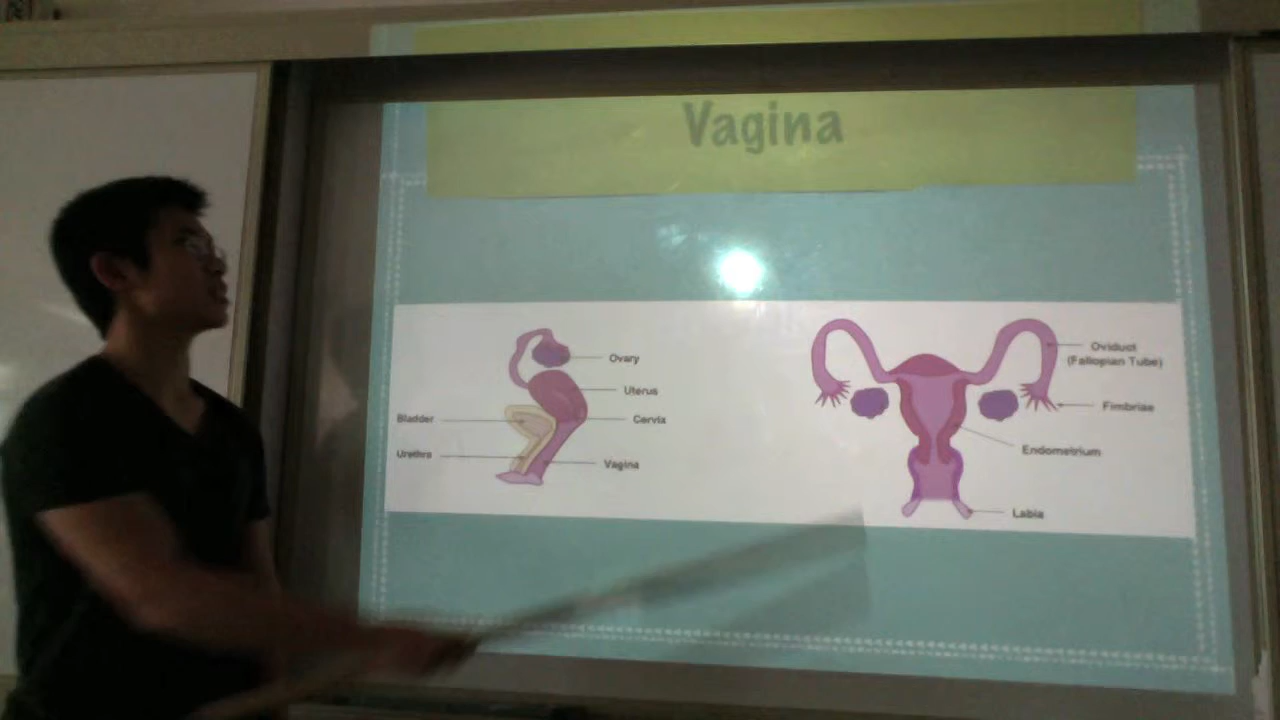 Vagina
Ovary
Uterus
Bladder
Cervix
Urethra
Vagina
Oviduct
(Fallopian Tube)
Fimbriae
Endometrium
Labia